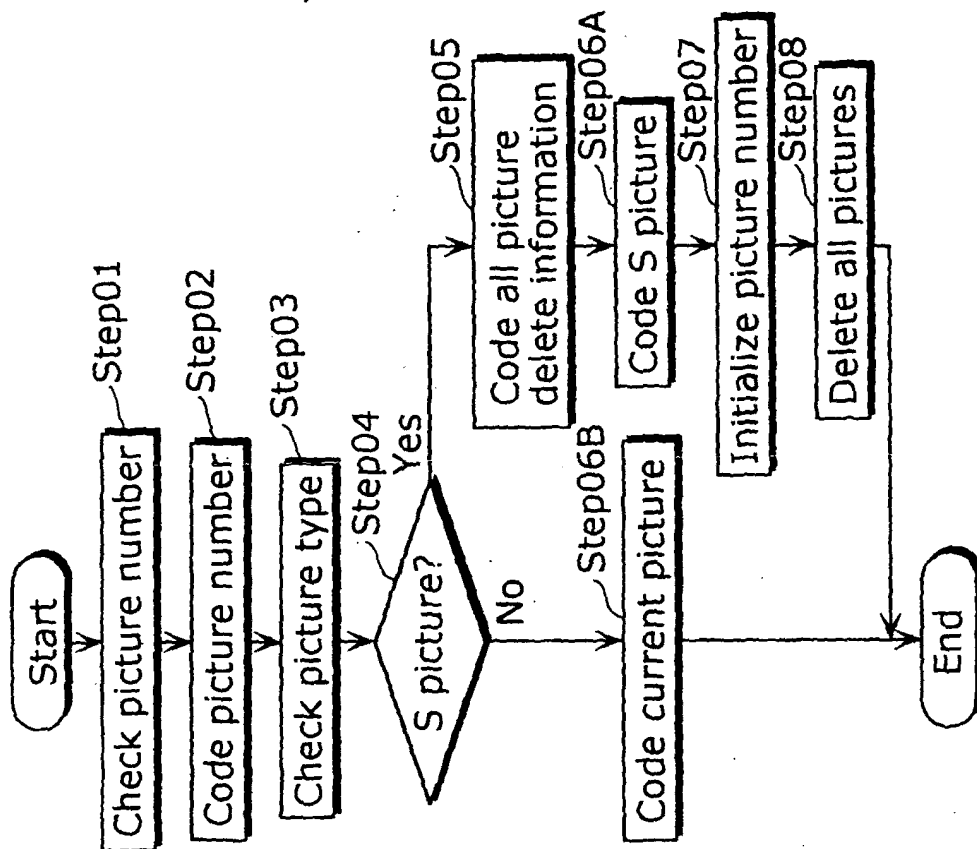 Start
Check picture number
Step01
Code picture number
Step02
Check picture type
Step03
S picture?
Step04
Yes
No
Code all picture
delete information
Step05
Code S picture
Step06A
Code current picture
Step06B
Initialize picture number
Step07
Delete all pictures
Step08
End